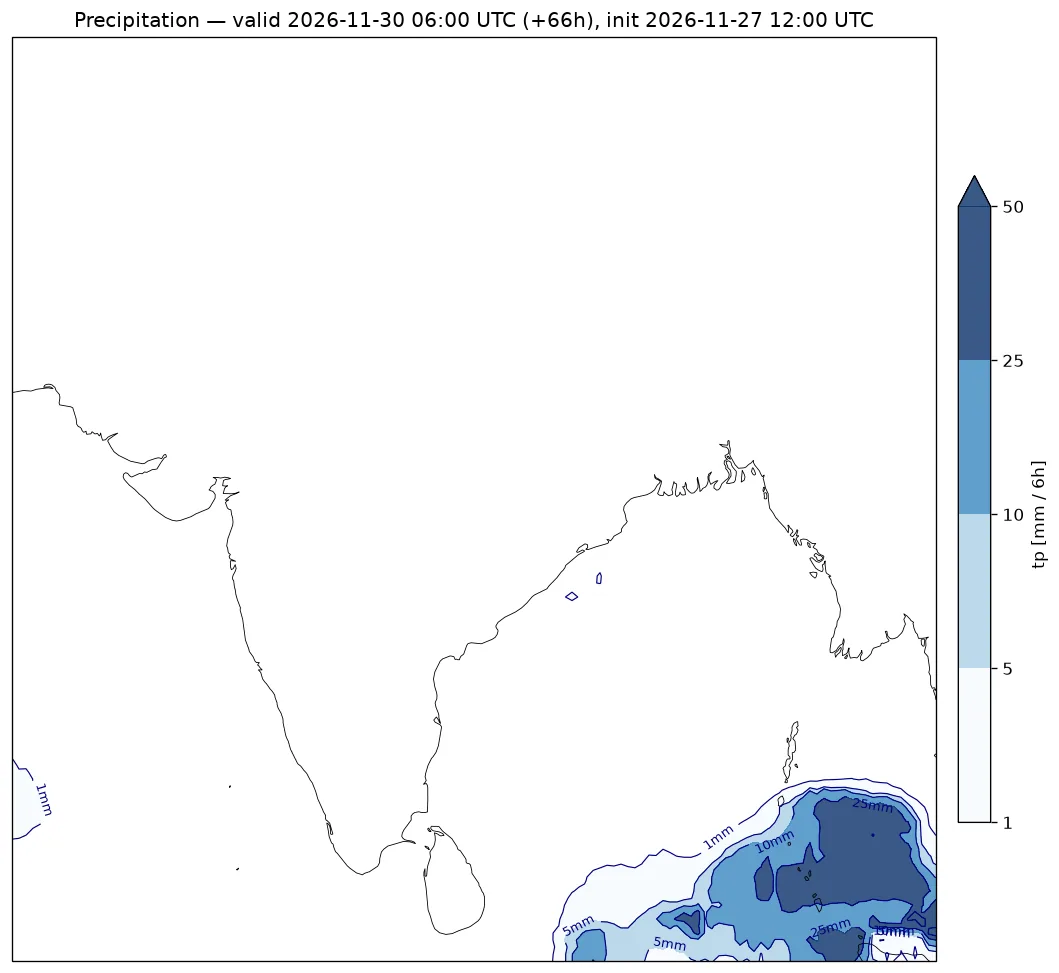 Precipitation — valid 2026-11-30 06:00 UTC (+66h), init 2026-11-27 12:00 UTC
50
25
10
5
1
tp [mm / 6h]
1mm
25mm
1mm
10mm
5mm
25mm
5mm